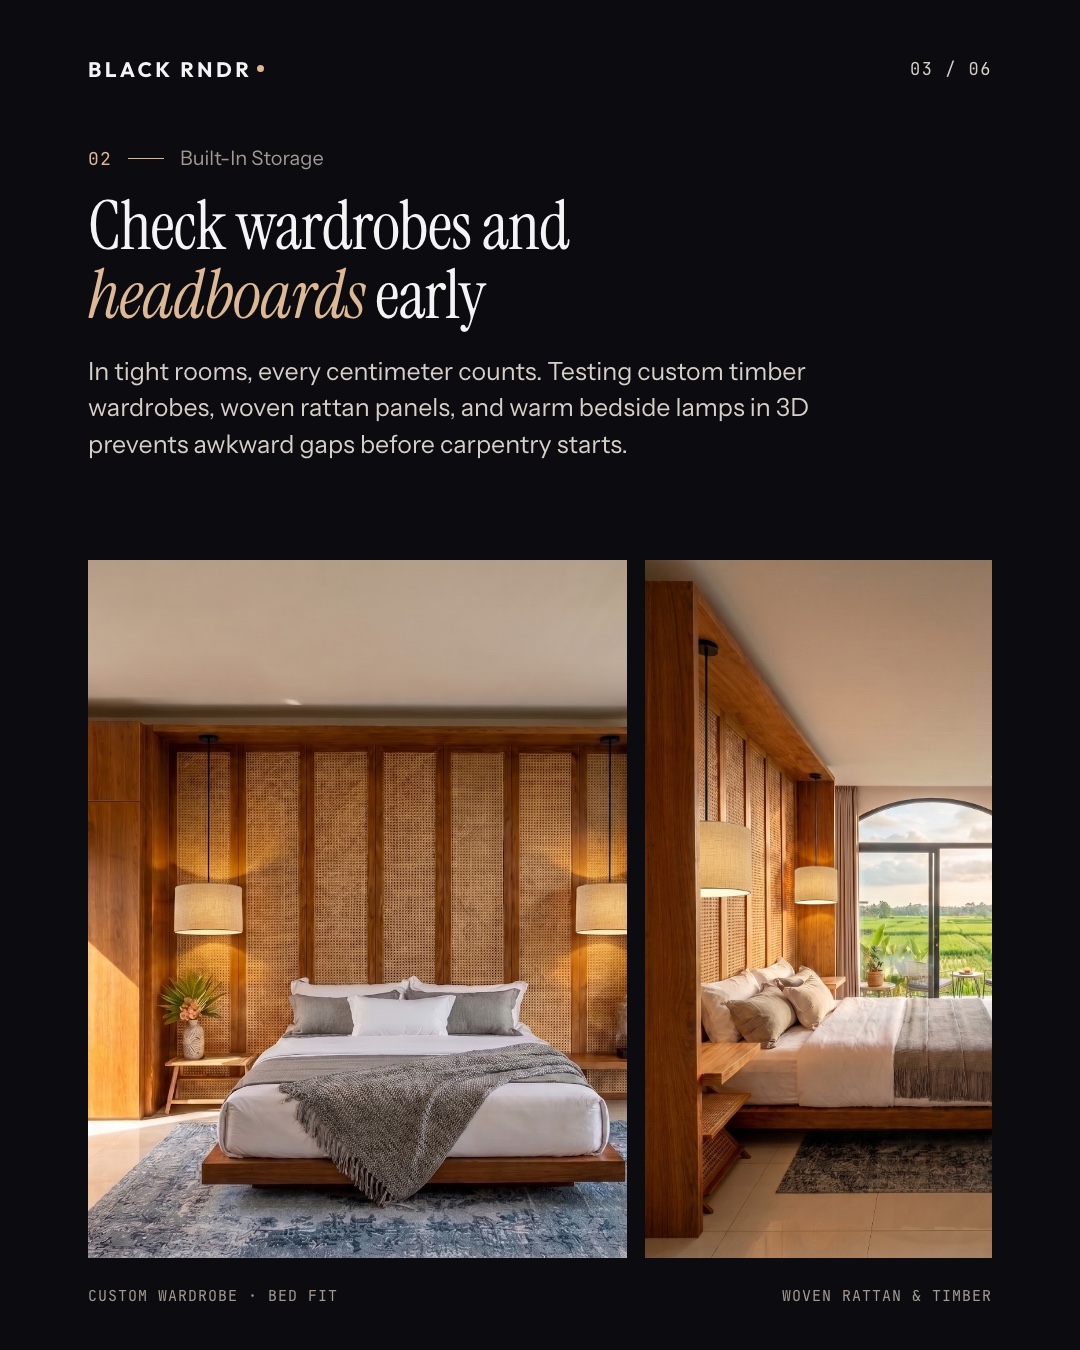 BLACK RNDR
03 / 06
02 — Built-In Storage
Check wardrobes and
headboards early
In tight rooms, every centimeter counts. Testing custom timber
wardrobes, woven rattan panels, and warm bedside lamps in 3D
prevents awkward gaps before carpentry starts.
CUSTOM WARDROBE · BED FIT
WOVEN RATTAN & TIMBER